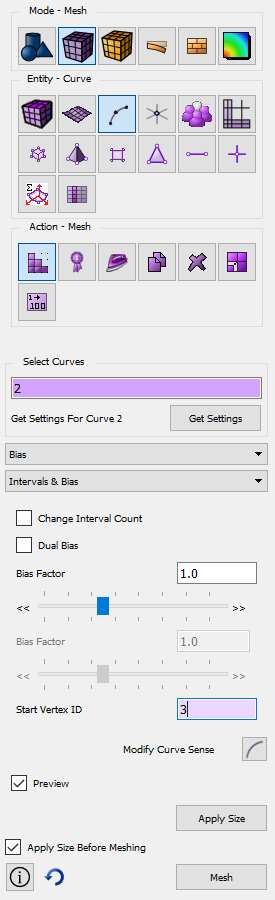 Mode - Mesh
Entity - Curve
Σ
Action - Mesh
1→
100
Select Curves
2
Get Settings For Curve 2
Get Settings
Bias
Intervals & Bias
Change Interval Count
Dual Bias
Bias Factor
1.0
<<
>>
Bias Factor
1.0
<<
>>
Start Vertex ID
3
Modify Curve Sense
Preview
Apply Size
Apply Size Before Meshing
Mesh